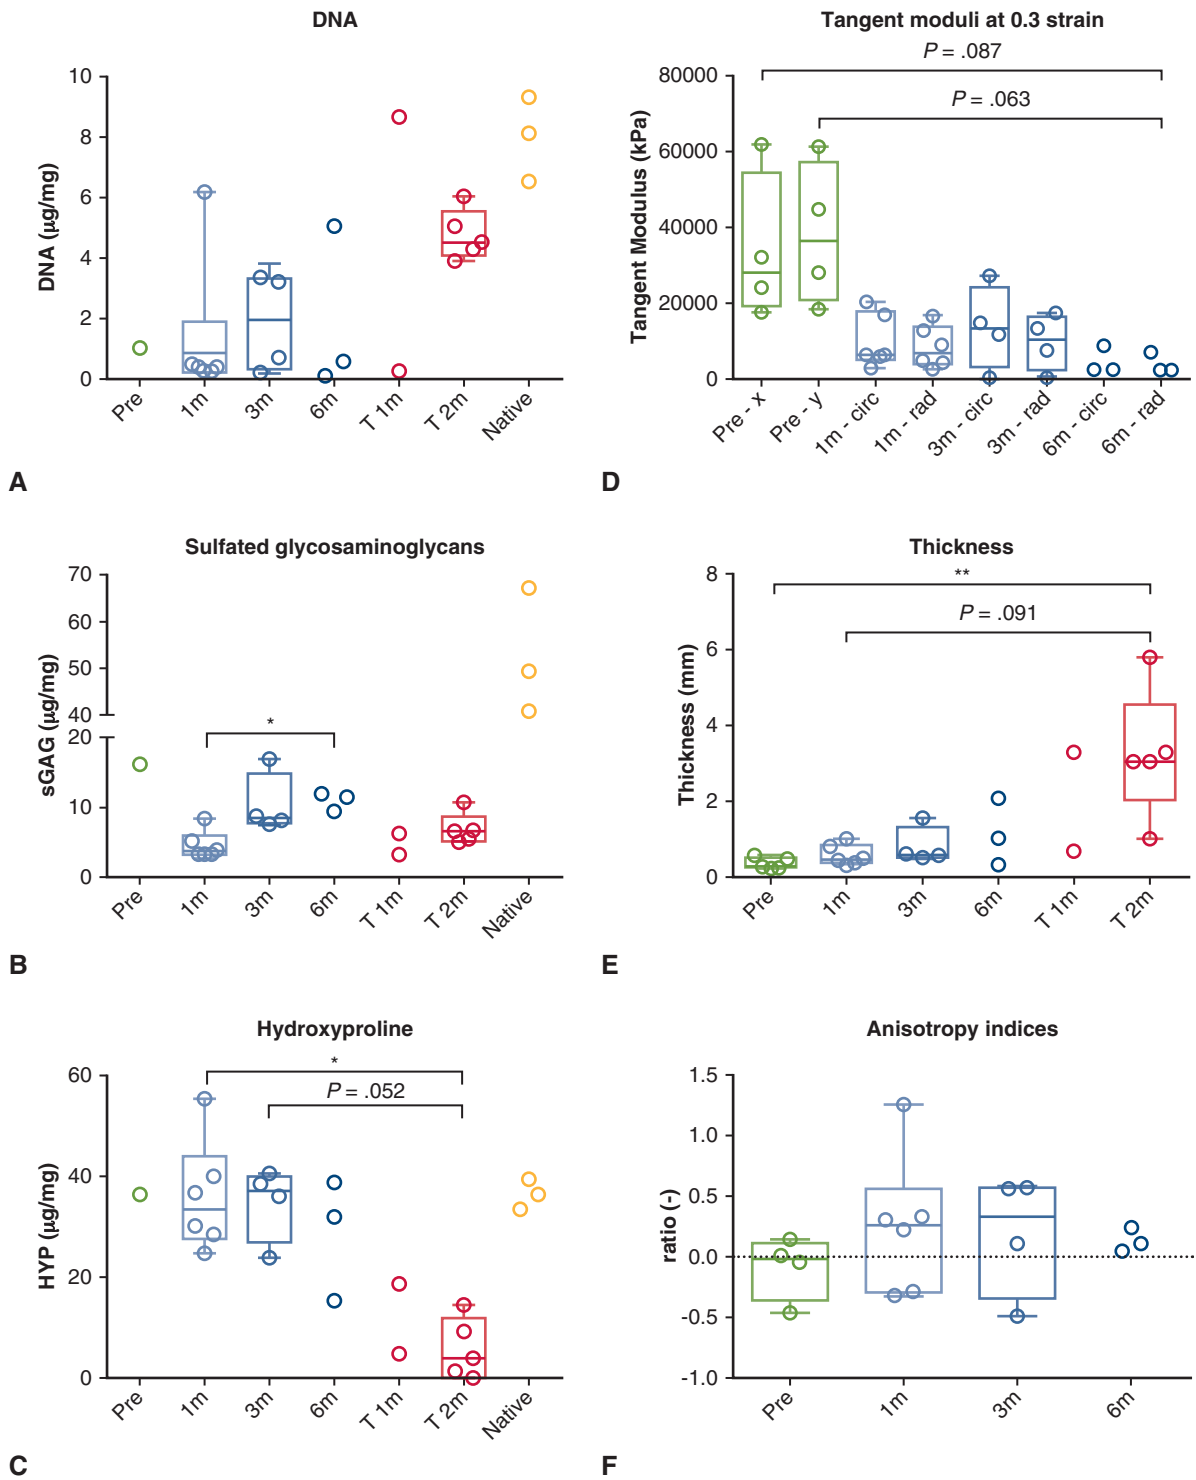 DNA
DNA (µg/mg)
10
8
6
4
2
0
Pre
1m
3m
6m
T 1m
T 2m
Native
A
Sulfated glycosaminoglycans
sGAG (µg/mg)
70
60
50
40
20
10
0
*
Pre
1m
3m
6m
T 1m
T 2m
Native
B
Hydroxyproline
HYP (µg/mg)
60
40
20
0
*
P = .052
Pre
1m
3m
6m
T 1m
T 2m
Native
C
Tangent moduli at 0.3 strain
Tangent Modulus (kPa)
80000
60000
40000
20000
0
P = .087
P = .063
Pre - x
Pre - y
1m - circ
1m - rad
3m - circ
3m - rad
6m - circ
6m - rad
D
Thickness
Thickness (mm)
8
6
4
2
0
**
P = .091
Pre
1m
3m
6m
T 1m
T 2m
E
Anisotropy indices
ratio (-)
1.5
1.0
0.5
0.0
-0.5
-1.0
Pre
1m
3m
6m
F